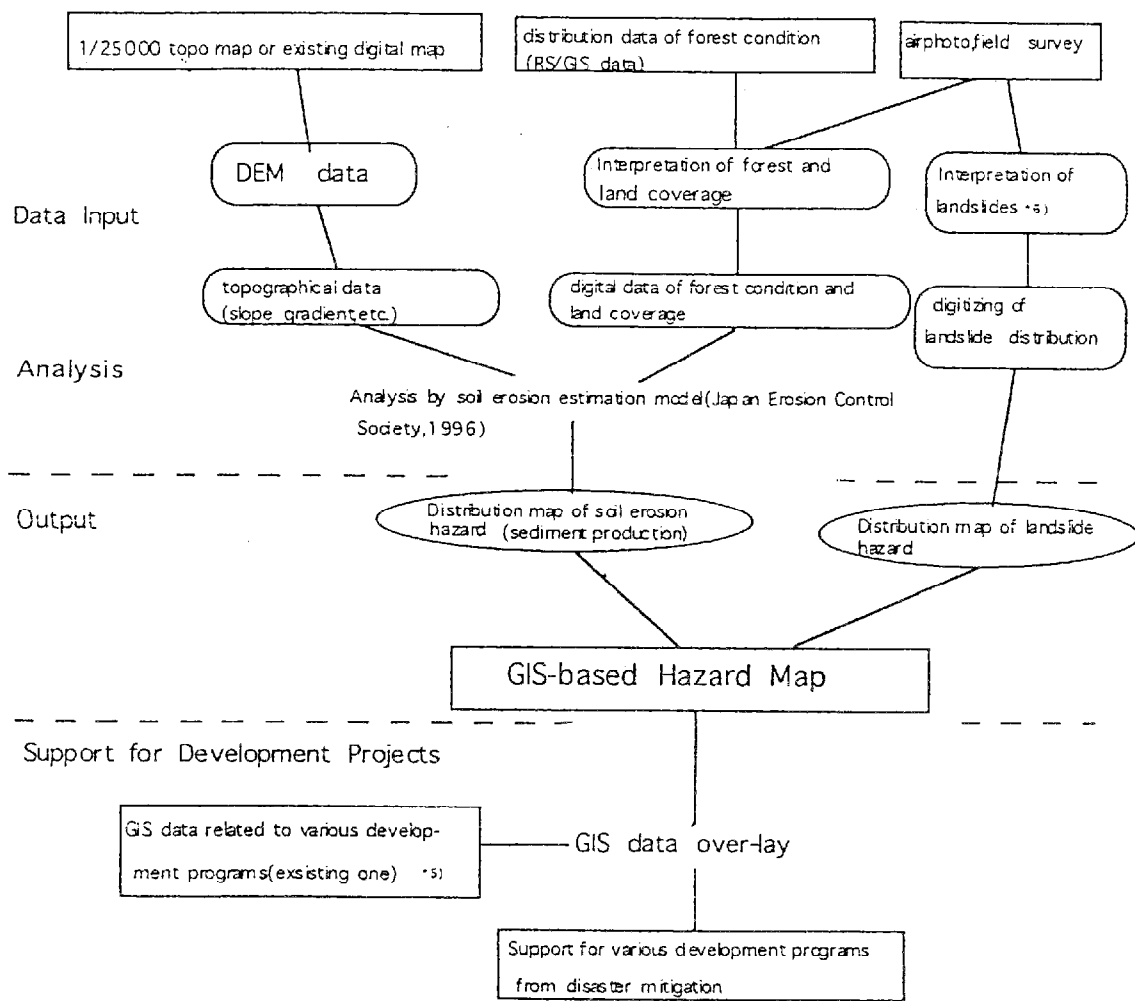 1/25000 topo map or existing digital map
distribution data of forest condition
(RS/GIS data)
airphoto,field survey
DEM data
Interpretation of forest and
land coverage
Interpretation of
landslides *6)
Data Input
topographical data
(slope gradient,etc.)
digital data of forest condition and
land coverage
digitizing of
landslide distribution
Analysis
Analysis by soil erosion estimation model(Japan Erosion Control
Society,1996)
Output
Distribution map of soil erosion
hazard (sediment production)
Distribution map of landslide
hazard
GIS-based Hazard Map
Support for Development Projects
GIS data related to various develop-
ment programs(exsisting one) *5)
GIS data over-lay
Support for various development programs
from disaster mitigation